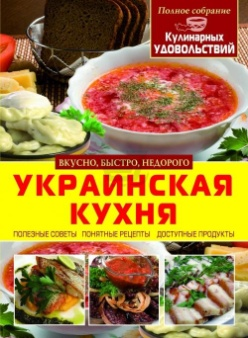 Полное собрание
Кулинарных
УДОВОЛЬСТВИЙ
ВКУСНО, БЫСТРО, НЕДОРОГО
УКРАИНСКАЯ
КУХНЯ
ПОЛЕЗНЫЕ СОВЕТЫ ПОНЯТНЫЕ РЕЦЕПТЫ ДОСТУПНЫЕ ПРОДУКТЫ